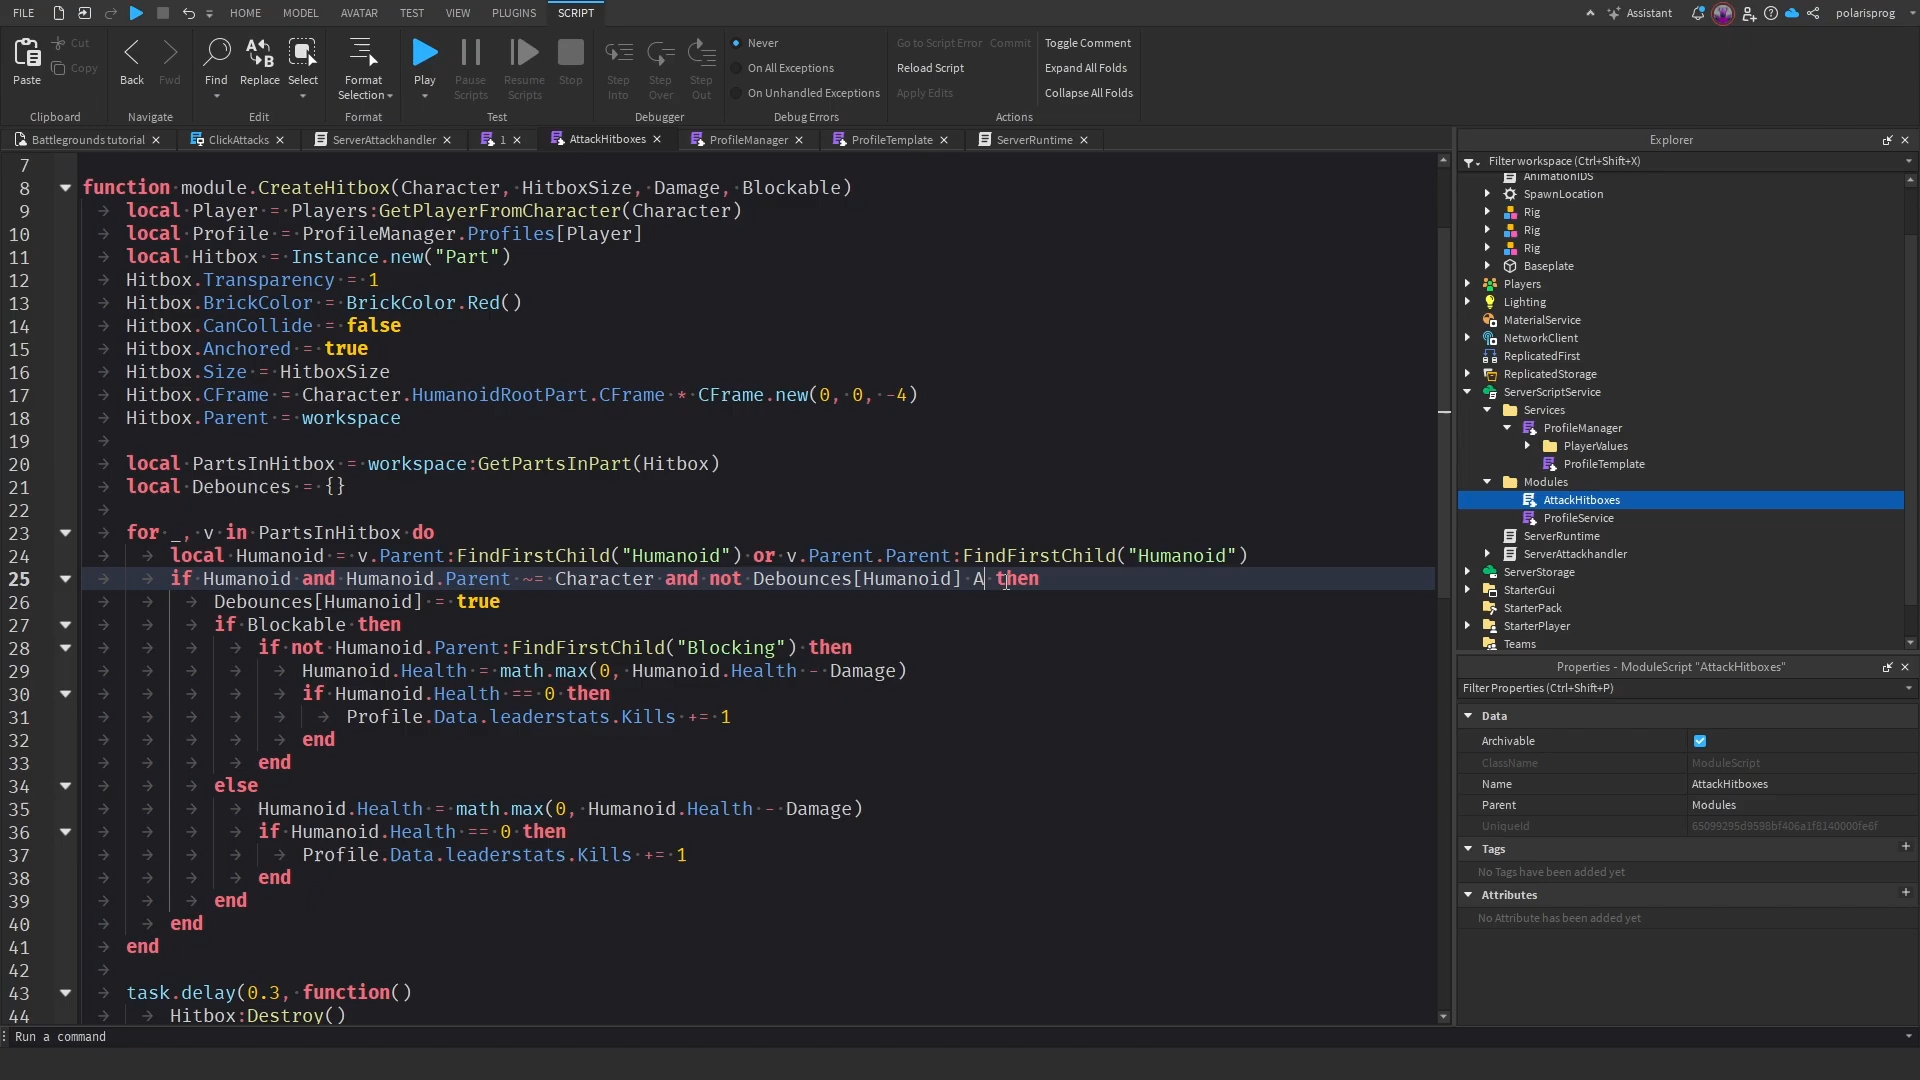 FILE HOME MODEL AVATAR TEST VIEW PLUGINS SCRIPT Assistant polarisprog
Paste Cut Copy Back Fwd Find Replace Select Format Selection Play Pause Scripts Resume Scripts Stop Step Into Step Over Step Out
Never
On All Exceptions
On Unhandled Exceptions
Go to Script Error Commit
Reload Script
Apply Edits
Toggle Comment
Expand All Folds
Collapse All Folds
Clipboard Navigate Edit Format Test Debugger Debug Errors Actions
Battlegrounds tutorial ClickAttacks ServerAttackhandler 1 AttackHitboxes ProfileManager ProfileTemplate ServerRuntime
7
8 function module.CreateHitbox(Character, HitboxSize, Damage, Blockable)
9 local Player = Players:GetPlayerFromCharacter(Character)
10 local Profile = ProfileManager.Profiles[Player]
11 local Hitbox = Instance.new("Part")
12 Hitbox.Transparency = 1
13 Hitbox.BrickColor = BrickColor.Red()
14 Hitbox.CanCollide = false
15 Hitbox.Anchored = true
16 Hitbox.Size = HitboxSize
17 Hitbox.CFrame = Character.HumanoidRootPart.CFrame * CFrame.new(0, 0, -4)
18 Hitbox.Parent = workspace
19
20 local PartsInHitbox = workspace:GetPartsInPart(Hitbox)
21 local Debounces = {}
22
23 for _, v in PartsInHitbox do
24 local Humanoid = v.Parent:FindFirstChild("Humanoid") or v.Parent.Parent:FindFirstChild("Humanoid")
25 if Humanoid and Humanoid.Parent ~= Character and not Debounces[Humanoid] A then
26 Debounces[Humanoid] = true
27 if Blockable then
28 if not Humanoid.Parent:FindFirstChild("Blocking") then
29 Humanoid.Health = math.max(0, Humanoid.Health - Damage)
30 if Humanoid.Health == 0 then
31 Profile.Data.leaderstats.Kills += 1
32 end
33 end
34 else
35 Humanoid.Health = math.max(0, Humanoid.Health - Damage)
36 if Humanoid.Health == 0 then
37 Profile.Data.leaderstats.Kills += 1
38 end
39 end
40 end
41 end
42
43 task.delay(0.3, function()
44 Hitbox:Destroy()
Run a command
Explorer
Filter workspace (Ctrl+Shift+X)
AnimationIDS
SpawnLocation
Rig
Rig
Rig
Baseplate
Players
Lighting
MaterialService
NetworkClient
ReplicatedFirst
ReplicatedStorage
ServerScriptService
Services
ProfileManager
PlayerValues
ProfileTemplate
Modules
AttackHitboxes
ProfileService
ServerRuntime
ServerAttackhandler
ServerStorage
StarterGui
StarterPack
StarterPlayer
Teams
Properties - ModuleScript "AttackHitboxes"
Filter Properties (Ctrl+Shift+P)
Data
Archivable
ClassName ModuleScript
Name AttackHitboxes
Parent Modules
UniqueId
Tags
No Tags have been added yet
Attributes
No Attribute has been added yet